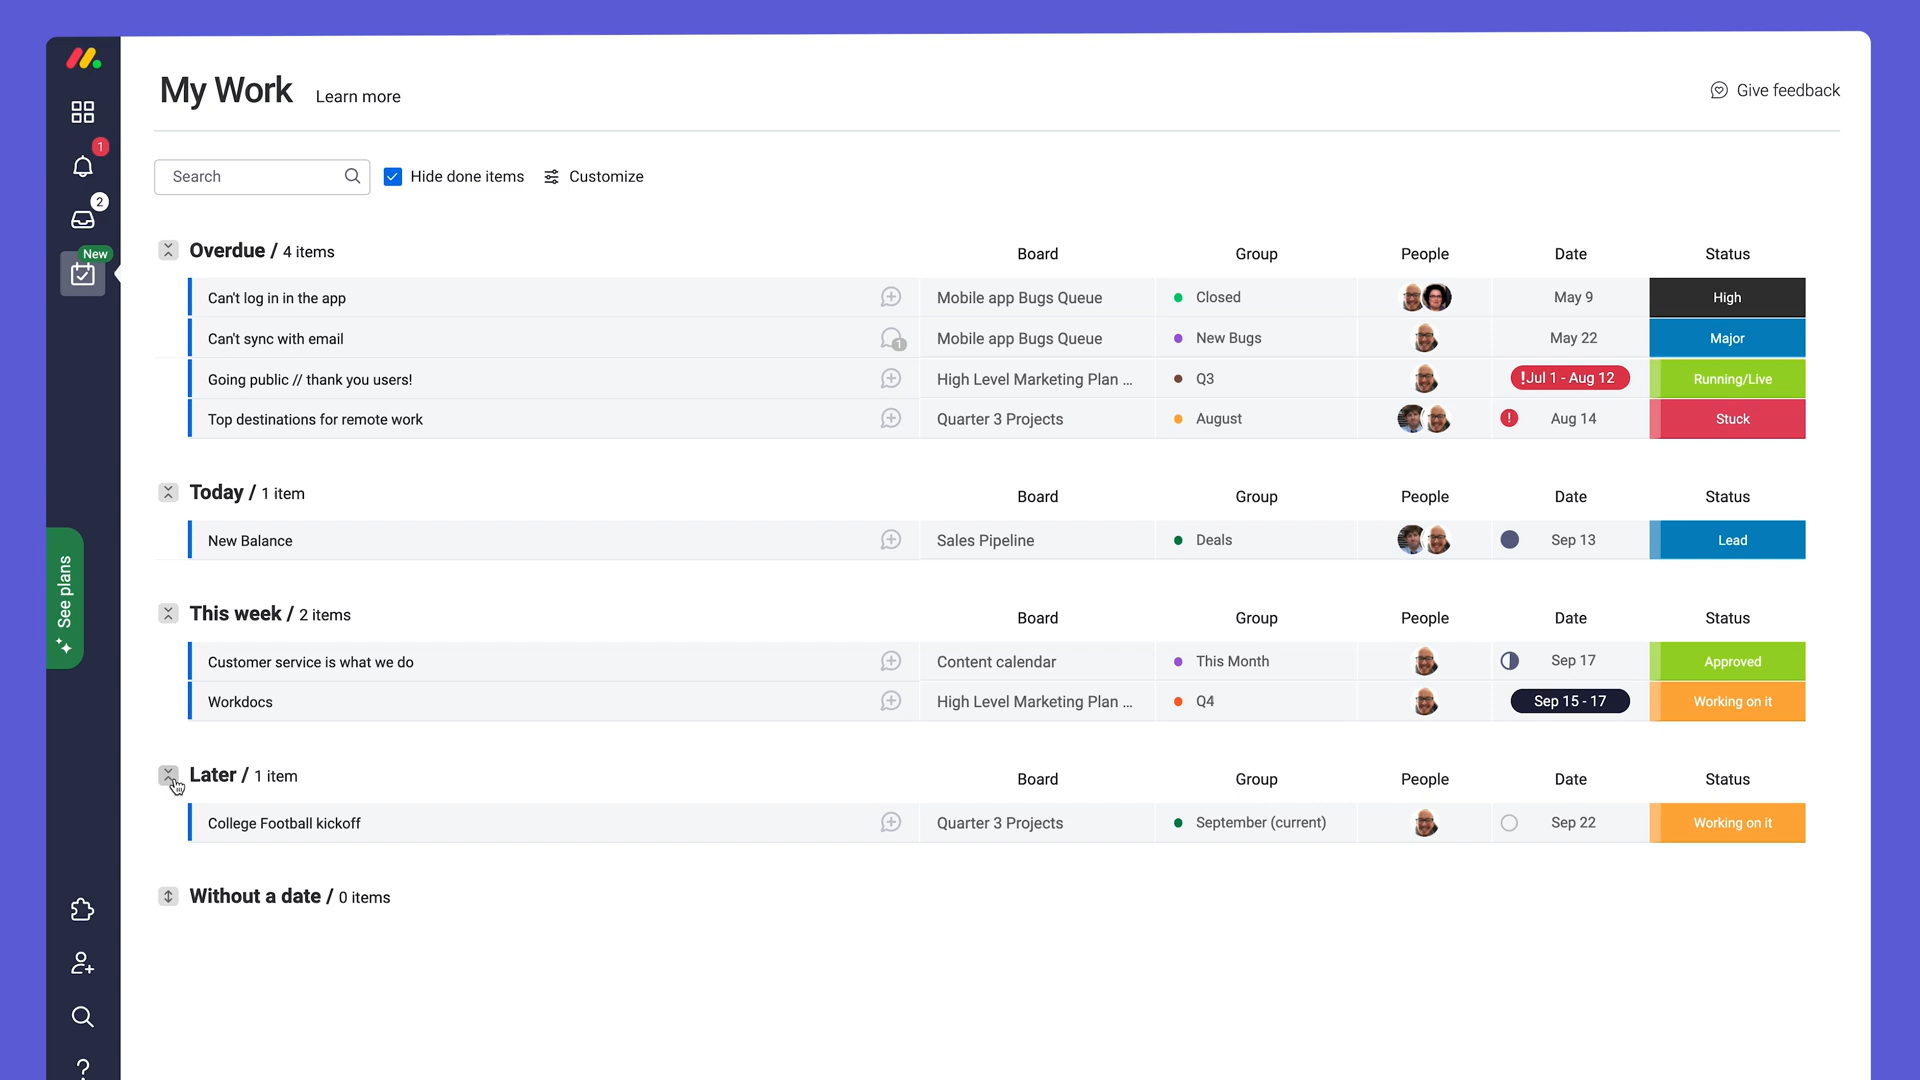 My Work Learn more Give feedback
1
Search Hide done items Customize
2
New
Overdue / 4 items Board Group People Date Status
Can't log in in the app Mobile app Bugs Queue Closed May 9 High
Can't sync with email 1 Mobile app Bugs Queue New Bugs May 22 Major
Going public // thank you users! High Level Marketing Plan ... Q3 !Jul 1 - Aug 12 Running/Live
Top destinations for remote work Quarter 3 Projects August ! Aug 14 Stuck
Today / 1 item Board Group People Date Status
New Balance Sales Pipeline Deals Sep 13 Lead
See plans
This week / 2 items Board Group People Date Status
Customer service is what we do Content calendar This Month Sep 17 Approved
Workdocs High Level Marketing Plan ... Q4 Sep 15 - 17 Working on it
Later / 1 item Board Group People Date Status
College Football kickoff Quarter 3 Projects September (current) Sep 22 Working on it
Without a date / 0 items
?